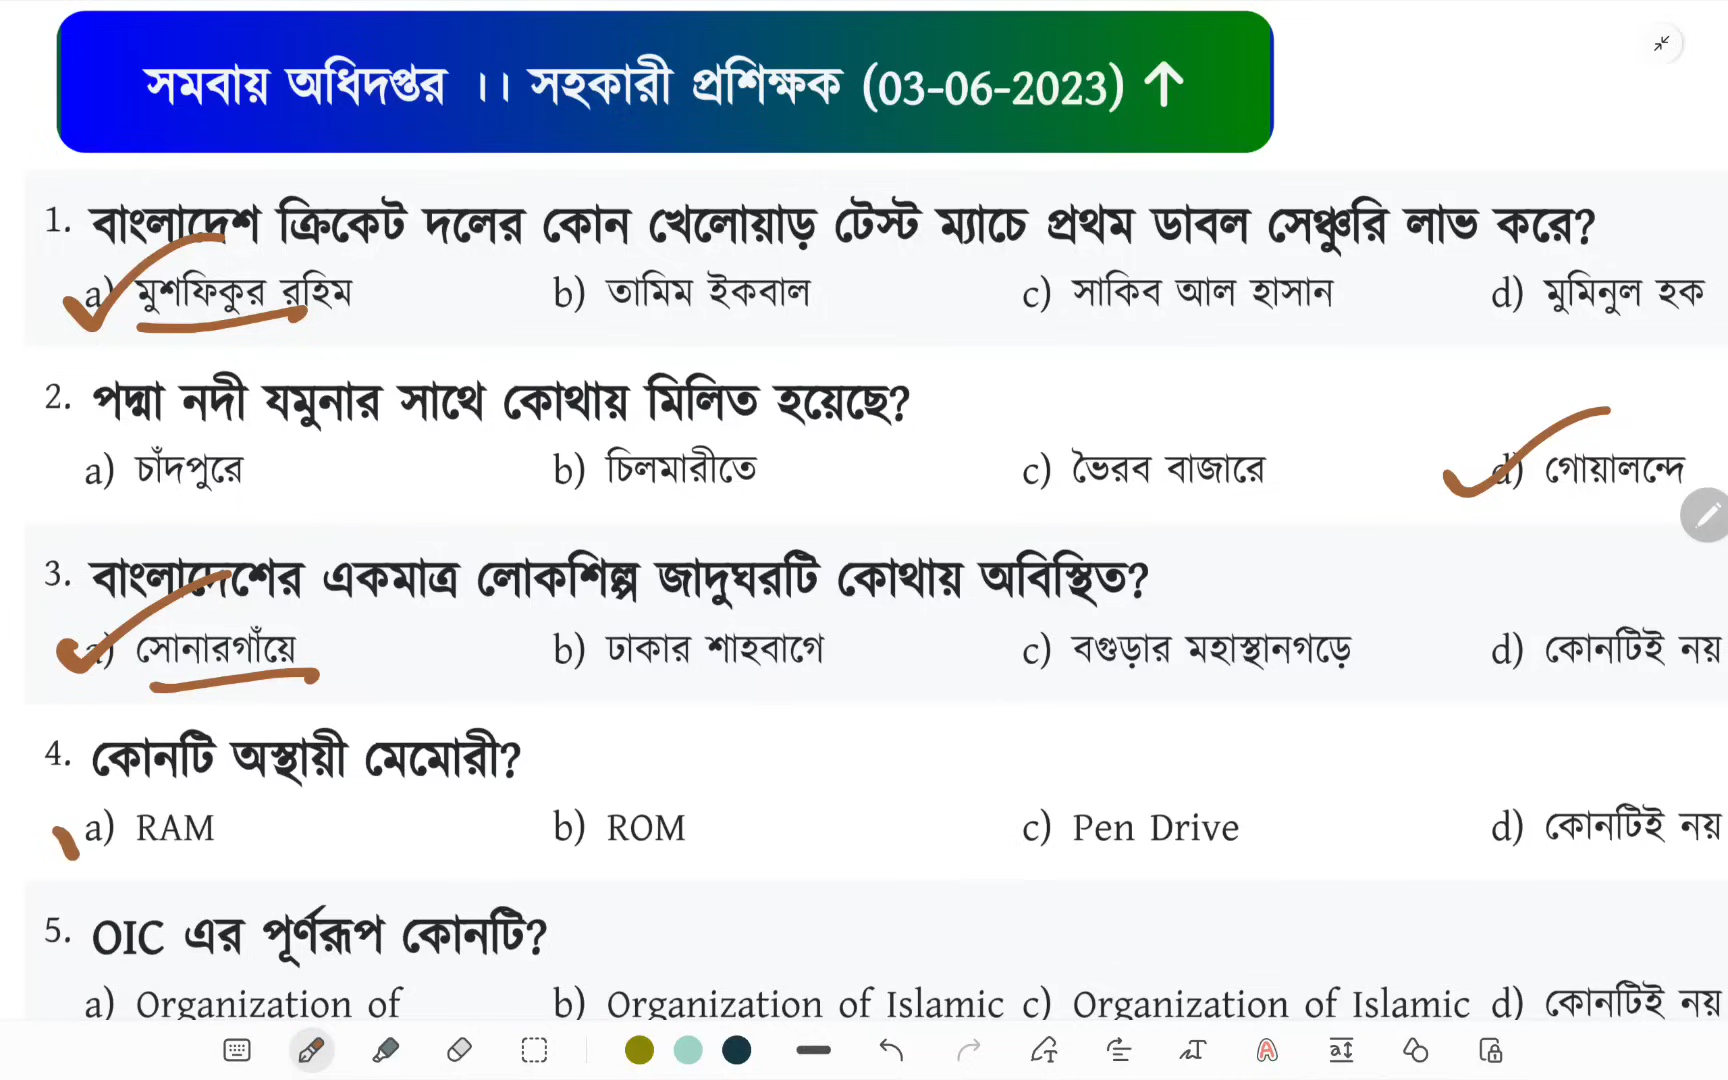 সমবায় অধিদপ্তর ।। সহকারী প্রশিক্ষক (03-06-2023) ↑
1. বাংলাদেশ ক্রিকেট দলের কোন খেলোয়াড় টেস্ট ম্যাচে প্রথম ডাবল সেঞ্চুরি লাভ করে?
a) মুশফিকুর রহিম b) তামিম ইকবাল c) সাকিব আল হাসান d) মুমিনুল হক
2. পদ্মা নদী যমুনার সাথে কোথায় মিলিত হয়েছে?
a) চাঁদপুরে b) চিলমারীতে c) ভৈরব বাজারে d) গোয়ালন্দে
3. বাংলাদেশের একমাত্র লোকশিল্প জাদুঘরটি কোথায় অবিস্থিত?
a) সোনারগাঁয়ে b) ঢাকার শাহবাগে c) বগুড়ার মহাস্থানগড়ে d) কোনটিই নয়
4. কোনটি অস্থায়ী মেমোরী?
a) RAM b) ROM c) Pen Drive d) কোনটিই নয়
5. OIC এর পূর্ণরূপ কোনটি?
a) Organization of b) Organization of Islamic c) Organization of Islamic d) কোনটিই নয়